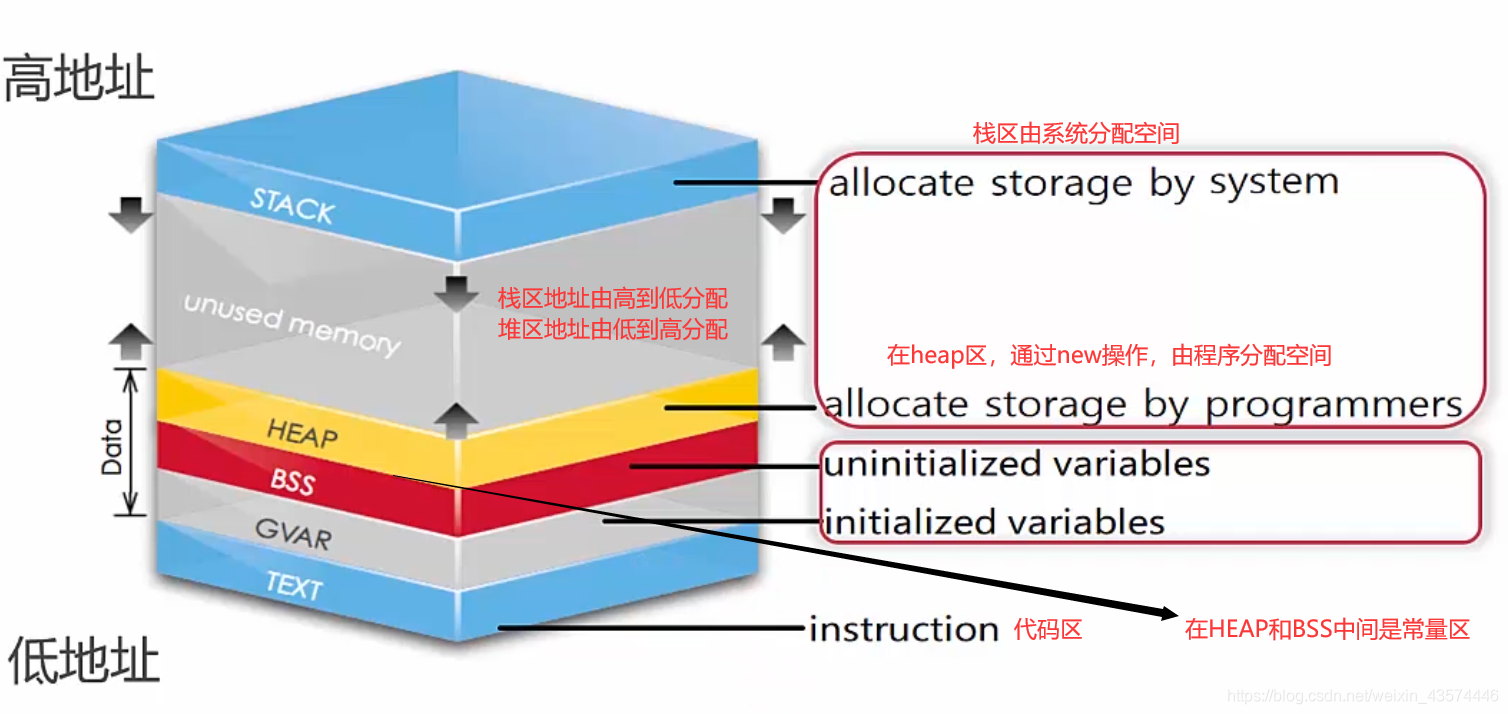 高地址
栈区由系统分配空间
allocate storage by system
STACK
栈区地址由高到低分配
堆区地址由低到高分配
unused memory
在heap区，通过new操作，由程序分配空间
allocate storage by programmers
Data
HEAP
uninitialized variables
BSS
initialized variables
GVAR
TEXT
instruction 代码区
在HEAP和BSS中间是常量区
低地址
https://blog.csdn.net/weixin_43574446